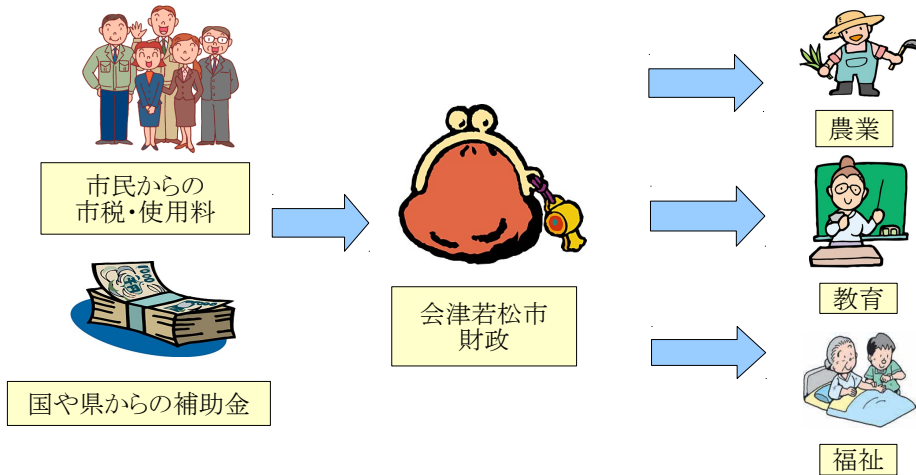 市民からの
市税・使用料
国や県からの補助金
会津若松市
財政
農業
教育
福祉
1000